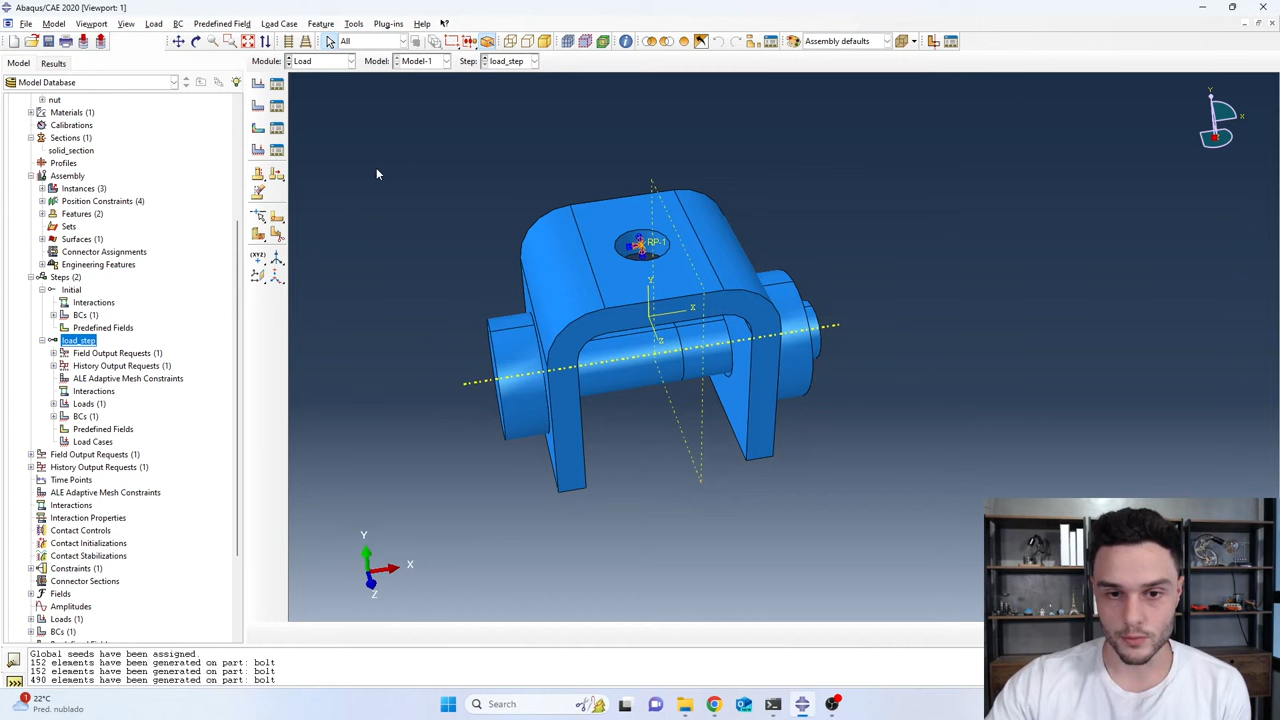 Abaqus/CAE 2020 [Viewport: 1]
File Model Viewport View Load BC Predefined Field Load Case Feature Tools Plug-ins Help
All Assembly defaults
Model Results Module: Load Model: Model-1 Step: load_step
Model Database
nut
Materials (1)
Calibrations
Sections (1)
solid_section
Profiles
Assembly
Instances (3)
Position Constraints (4)
Features (2)
Sets
Surfaces (1)
Connector Assignments
Engineering Features
Steps (2)
Initial
Interactions
BCs (1)
Predefined Fields
load_step
Field Output Requests (1)
History Output Requests (1)
ALE Adaptive Mesh Constraints
Interactions
Loads (1)
BCs (1)
Predefined Fields
Load Cases
Field Output Requests (1)
History Output Requests (1)
Time Points
ALE Adaptive Mesh Constraints
Interactions
Interaction Properties
Contact Controls
Contact Initializations
Contact Stabilizations
Constraints (1)
Connector Sections
Fields
Amplitudes
Loads (1)
BCs (1)
Predefined Fields
(XYZ)
RP-1
Y
X
Z
Y
X
Z
Y
X
Global seeds have been assigned.
152 elements have been generated on part: bolt
152 elements have been generated on part: bolt
490 elements have been generated on part: bolt
1
22°C
Pred. nublado
Search